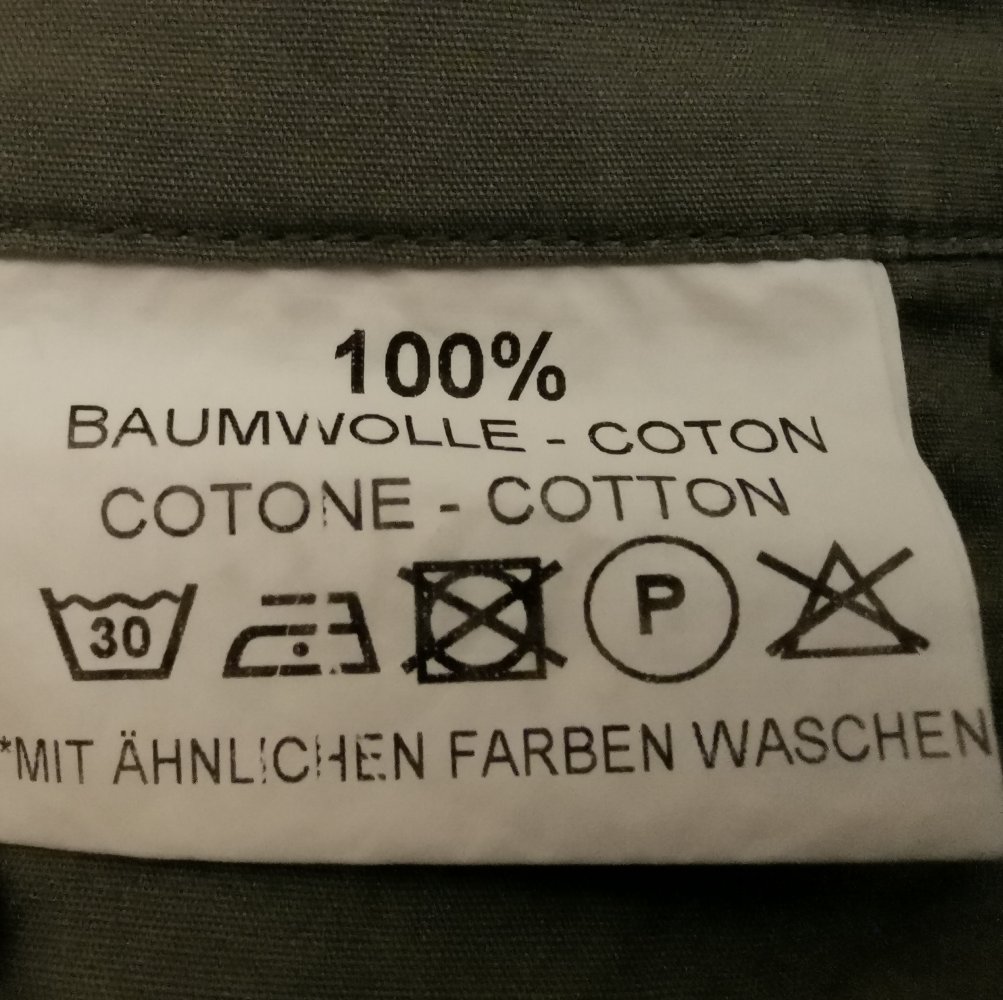 100%
BAUMWOLLE - COTON
COTONE - COTTON
30 P
*MIT ÄHNLICHEN FARBEN WASCHEN